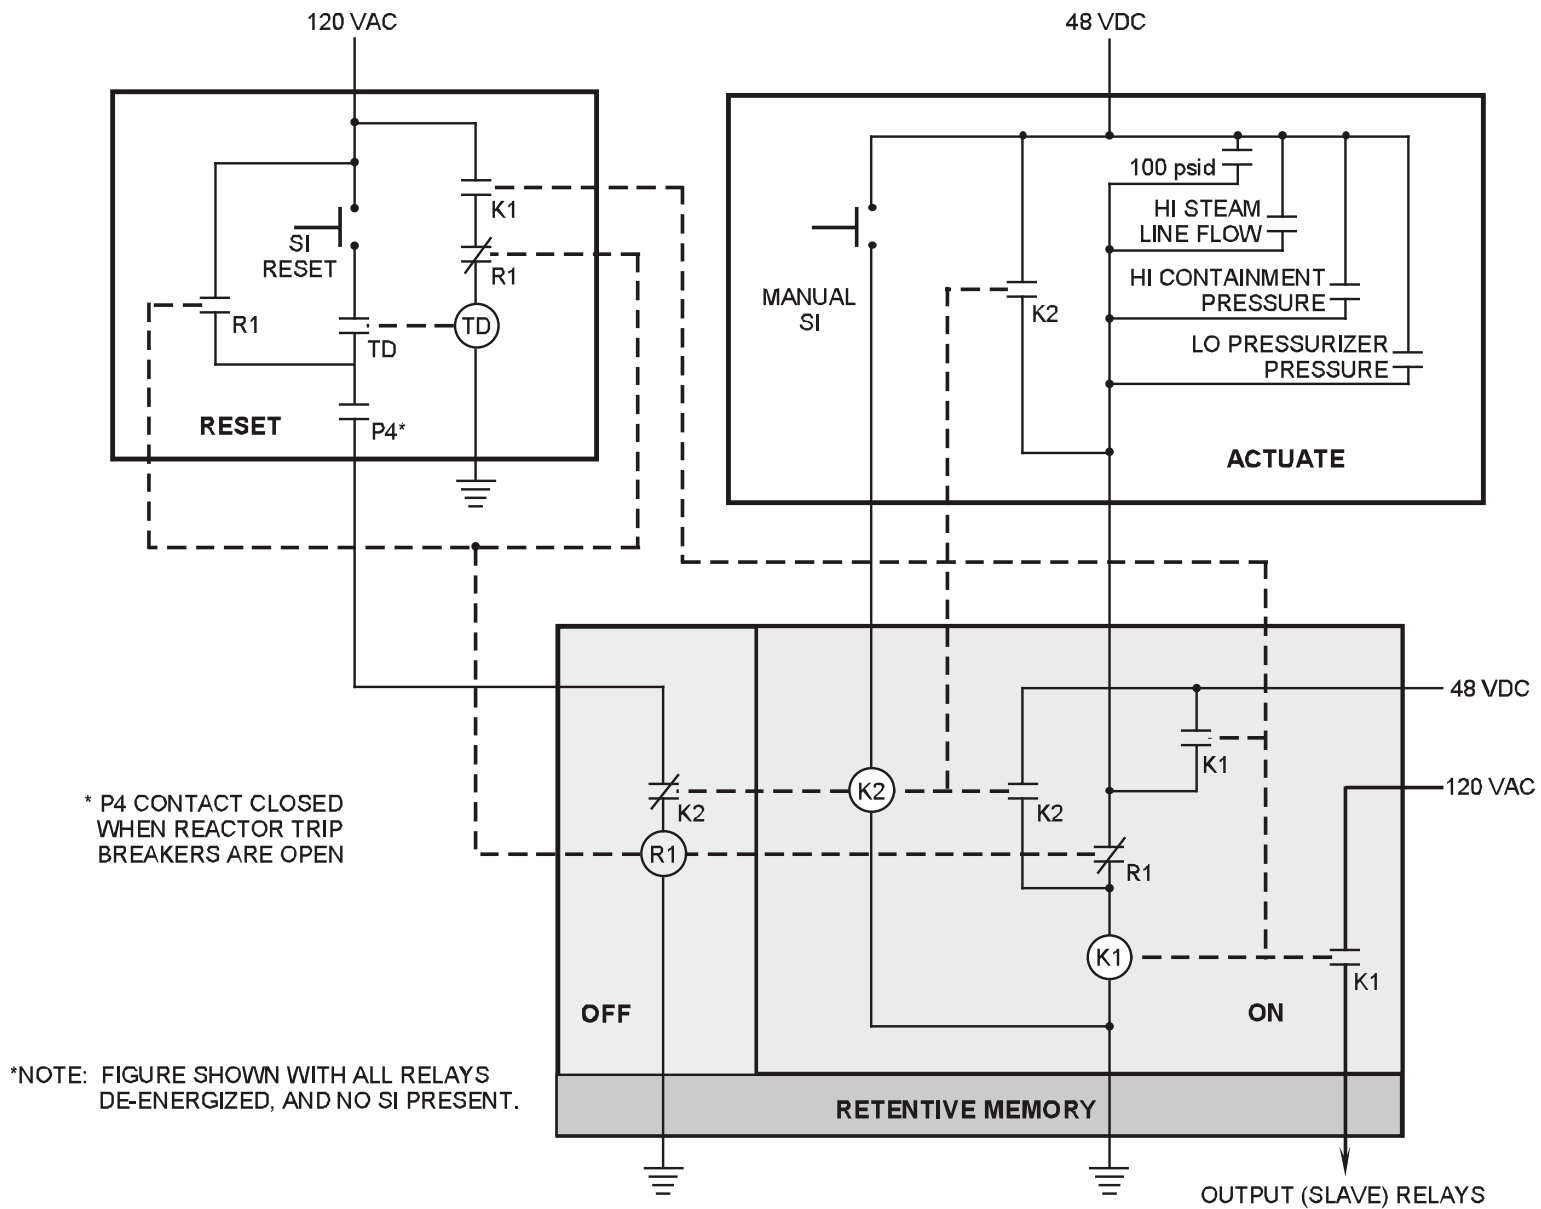 120 VAC
48 VDC
K1
SI
RESET
R1
R1
TD
TD
P4*
RESET
100 psid
HI STEAM
LINE FLOW
HI CONTAINMENT
PRESSURE
MANUAL
SI
K2
LO PRESSURIZER
PRESSURE
ACTUATE
48 VDC
K1
120 VAC
* P4 CONTACT CLOSED
WHEN REACTOR TRIP
BREAKERS ARE OPEN
K2
K2
K2
R1
R1
K1
K1
OFF
ON
*NOTE: FIGURE SHOWN WITH ALL RELAYS
DE-ENERGIZED, AND NO SI PRESENT.
RETENTIVE MEMORY
OUTPUT (SLAVE) RELAYS